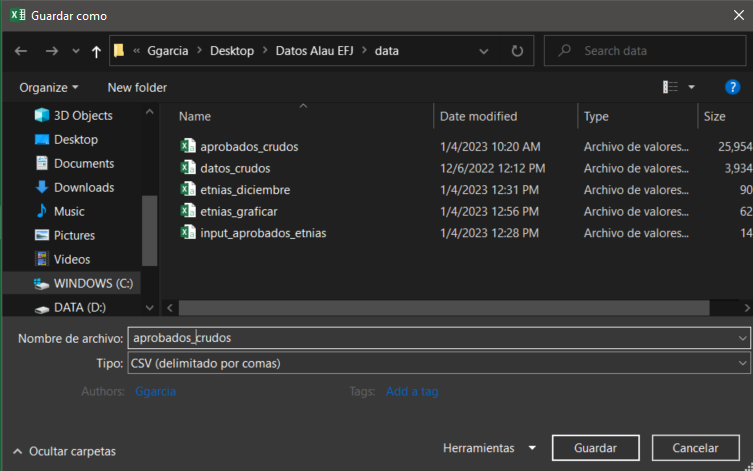 Guardar como
« Ggarcia > Desktop > Datos Alau EFJ > data
Search data
Organize
New folder
?
3D Objects
Desktop
Documents
Downloads
Music
Pictures
Videos
WINDOWS (C:)
DATA (D:)
Name Date modified Type Size
aprobados_crudos 1/4/2023 10:20 AM Archivo de valores... 25,954
datos_crudos 12/6/2022 12:12 PM Archivo de valores... 3,934
etnias_diciembre 1/4/2023 12:31 PM Archivo de valores... 90
etnias_graficar 1/4/2023 12:56 PM Archivo de valores... 62
input_aprobados_etnias 1/4/2023 12:28 PM Archivo de valores... 14
Nombre de archivo: aprobados_crudos
Tipo: CSV (delimitado por comas)
Authors: Ggarcia Tags: Add a tag
Ocultar carpetas
Herramientas Guardar Cancelar